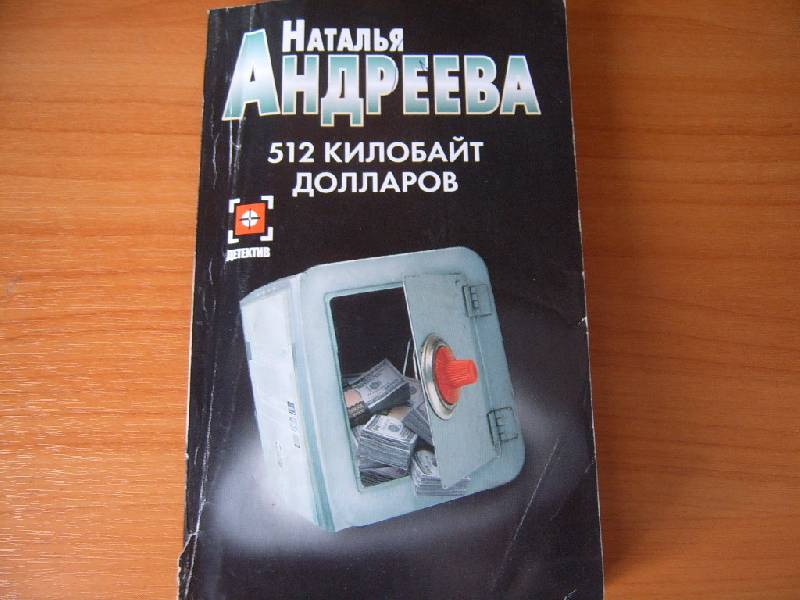 НАТАЛЬЯ
АНДРЕЕВА
512 КИЛОБАЙТ
ДОЛЛАРОВ
ДЕТЕКТИВ